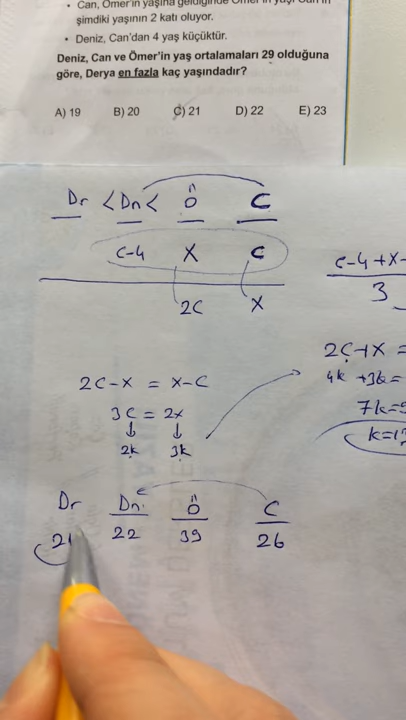 • Can, Ömer'in yaşına geldiğinde Ömer'in yaşı Can'ın
şimdiki yaşının 2 katı oluyor.
• Deniz, Can'dan 4 yaş küçüktür.
Deniz, Can ve Ömer'in yaş ortalamaları 29 olduğuna
göre, Derya en fazla kaç yaşındadır?
A) 19 B) 20 C) 21 D) 22 E) 23
Dr < Dn < Ö C
C-4 X C
2C X
C-4+X-
3
2C-X = X-C
3C = 2X
2k 3k
2C+X =
4k +3k =
7k=
k=1
Dr Dn Ö C
22 39 26